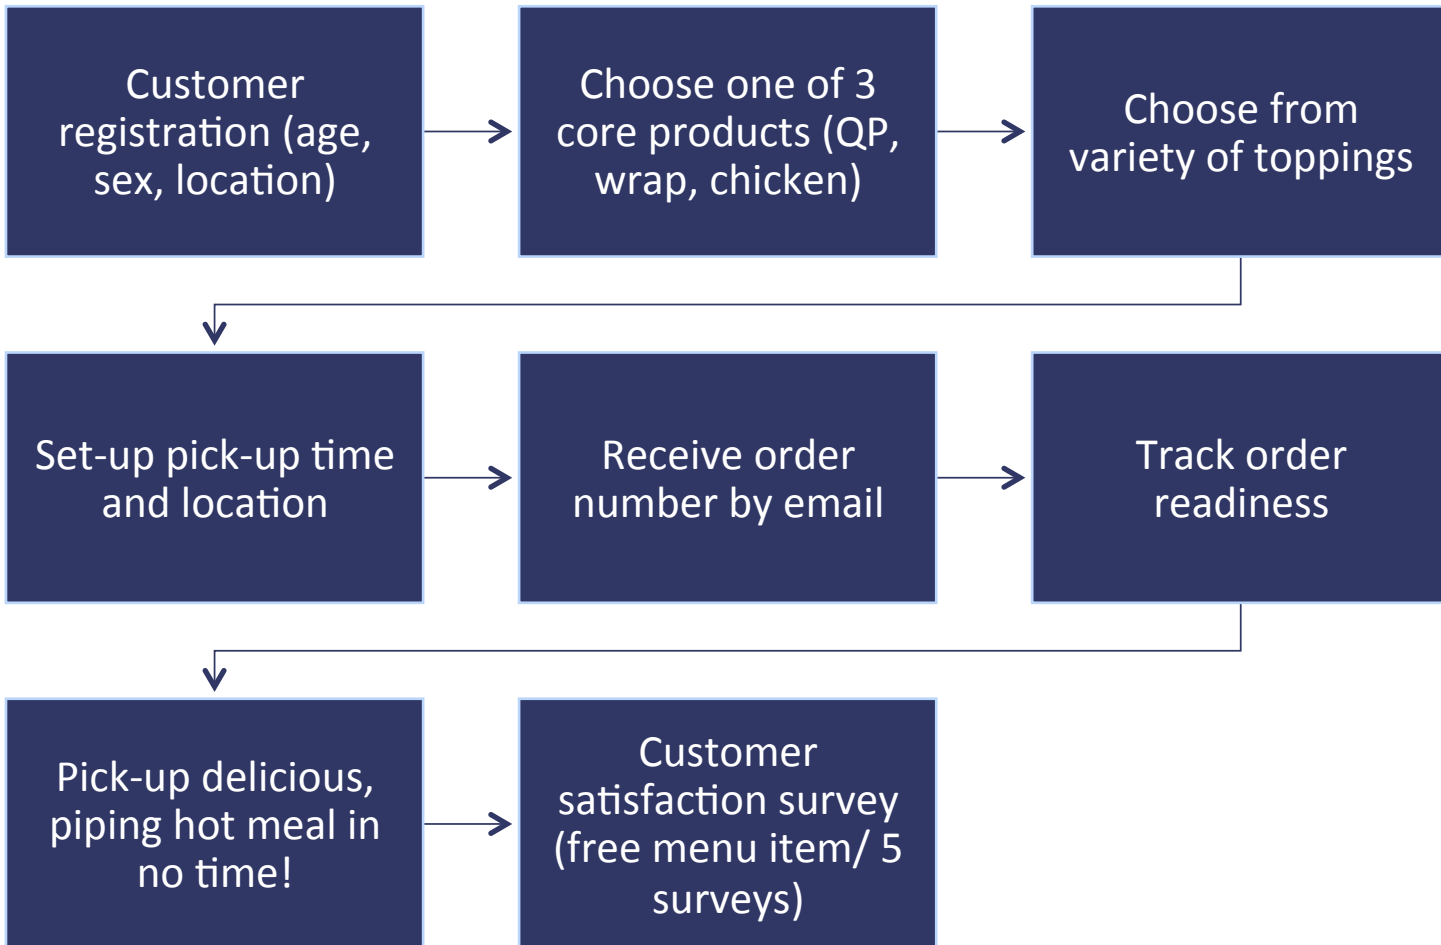 Customer
registration (age,
sex, location)
Choose one of 3
core products (QP,
wrap, chicken)
Choose from
variety of toppings
Set-up pick-up time
and location
Receive order
number by email
Track order
readiness
Pick-up delicious,
piping hot meal in
no time!
Customer
satisfaction survey
(free menu item/ 5
surveys)